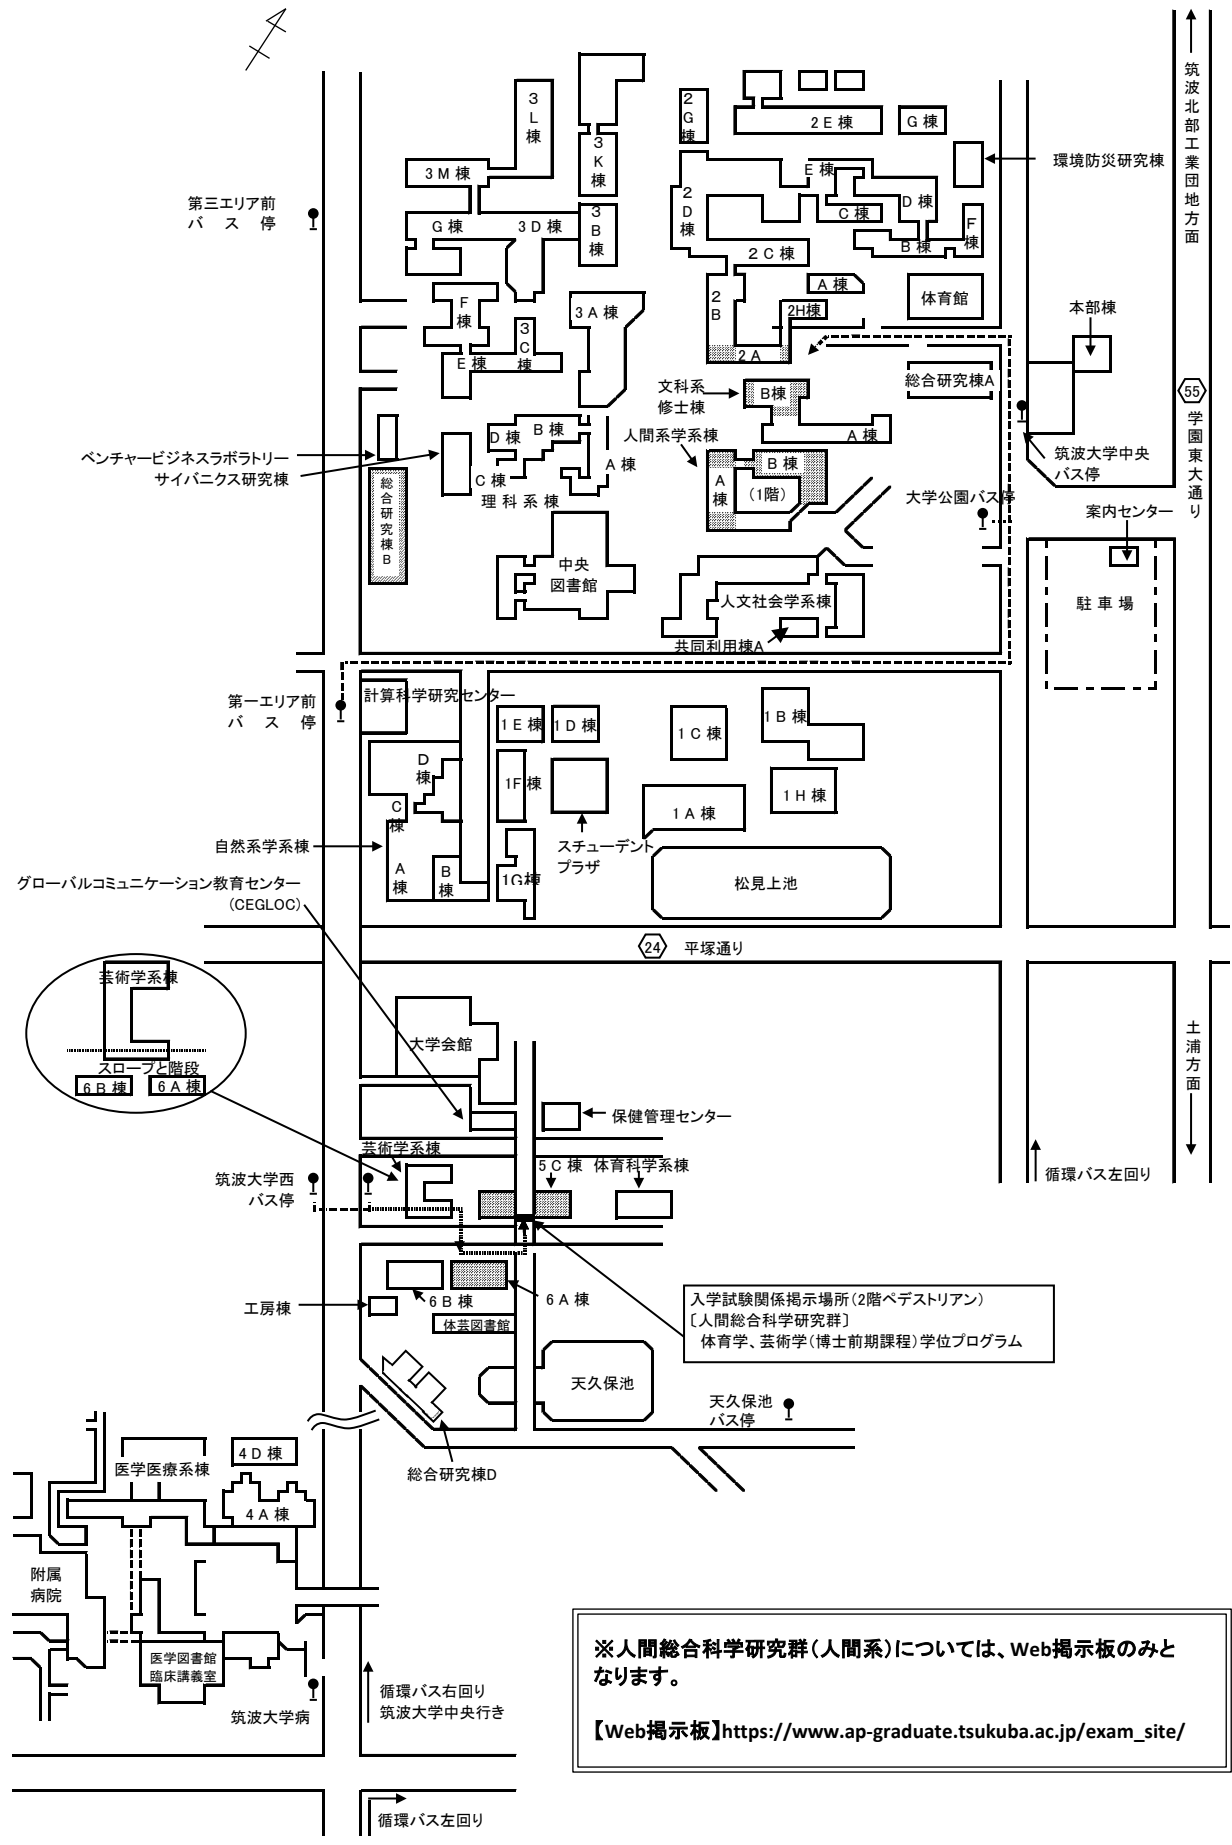 筑波北部工業団地方面
3L棟
3K棟
2G棟
2E棟
G棟
環境防災研究棟
3M棟
E棟
第三エリア前
バス停
2D棟
C棟
D棟
F棟
G棟
3D棟
3B棟
B棟
2C棟
A棟
体育館
F棟
3A棟
2B
2H棟
本部棟
3C棟
E棟
2A
総合研究棟A
55
文科系
修士棟
B棟
学園東大通り
人間系学系棟
A棟
D棟
B棟
A棟
ベンチャービジネスラボラトリー
サイバニクス研究棟
C棟
理科系棟
A棟
B棟
(1階)
筑波大学中央
バス停
大学公園バス停
案内センター
総合研究棟B
中央
図書館
人文社会学系棟
駐車場
共同利用棟A
第一エリア前
バス停
計算科学研究センター
1E棟
1D棟
1C棟
1B棟
D棟
1F棟
1H棟
C棟
1A棟
自然系学系棟
スチューデント
プラザ
A棟
B棟
1G棟
松見上池
グローバルコミュニケーション教育センター
(CEGLOC)
24
平塚通り
芸術学系棟
スロープと階段
6B棟
6A棟
大学会館
土浦方面
保健管理センター
芸術学系棟
5C棟
体育科学系棟
循環バス左回り
筑波大学西
バス停
工房棟
6B棟
6A棟
体芸図書館
入学試験関係掲示場所(2階ペデストリアン)
〔人間総合科学研究群〕
体育学、芸術学(博士前期課程)学位プログラム
天久保池
天久保池
バス停
総合研究棟D
4D棟
医学医療系棟
4A棟
附属
病院
医学図書館
臨床講義室
筑波大学病
循環バス右回り
筑波大学中央行き
※人間総合科学研究群(人間系)については、Web掲示板のみと
なります。
【Web掲示板】https://www.ap-graduate.tsukuba.ac.jp/exam_site/
循環バス左回り